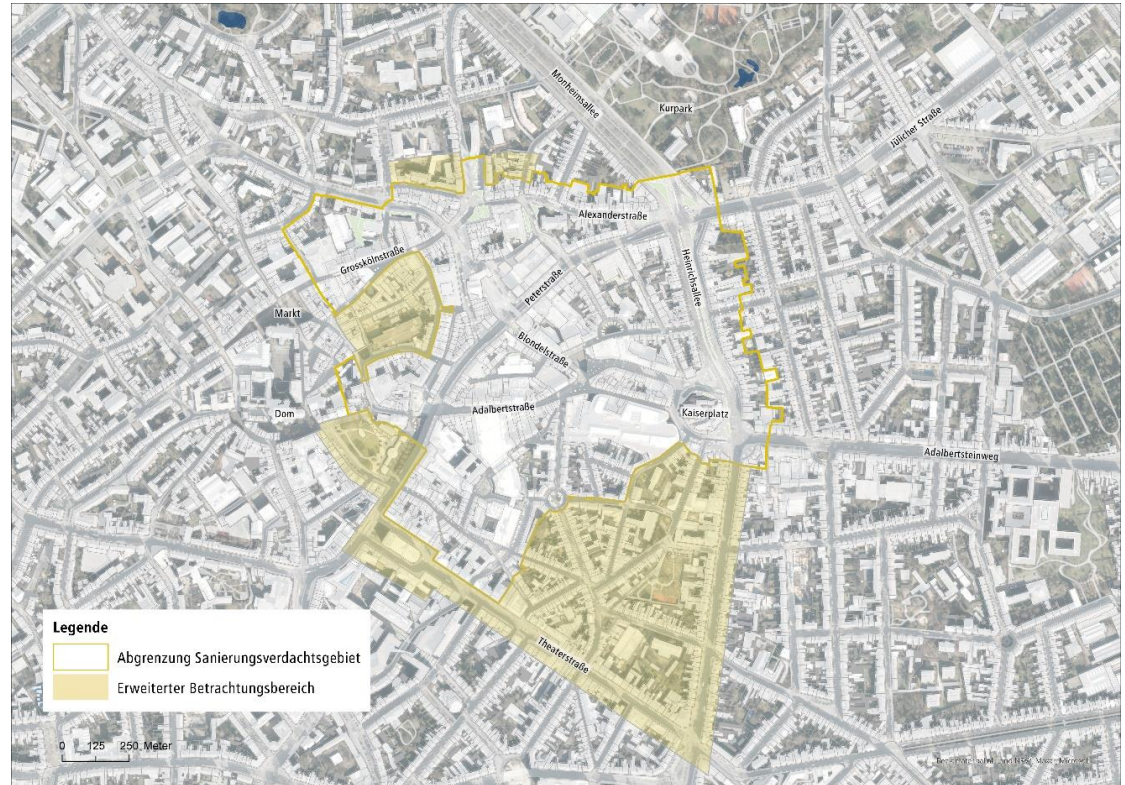 Monheimsallee
Kurpark
Jülicher Straße
Alexanderstraße
Grosskölnstraße
Heinrichsallee
Peterstraße
Markt
Blondelstraße
Dom
Adalbertstraße
Kaiserplatz
Adalbertsteinweg
Theaterstraße
Legende
Abgrenzung Sanierungsverdachtsgebiet
Erweiterter Betrachtungsbereich
0 125 250 Meter